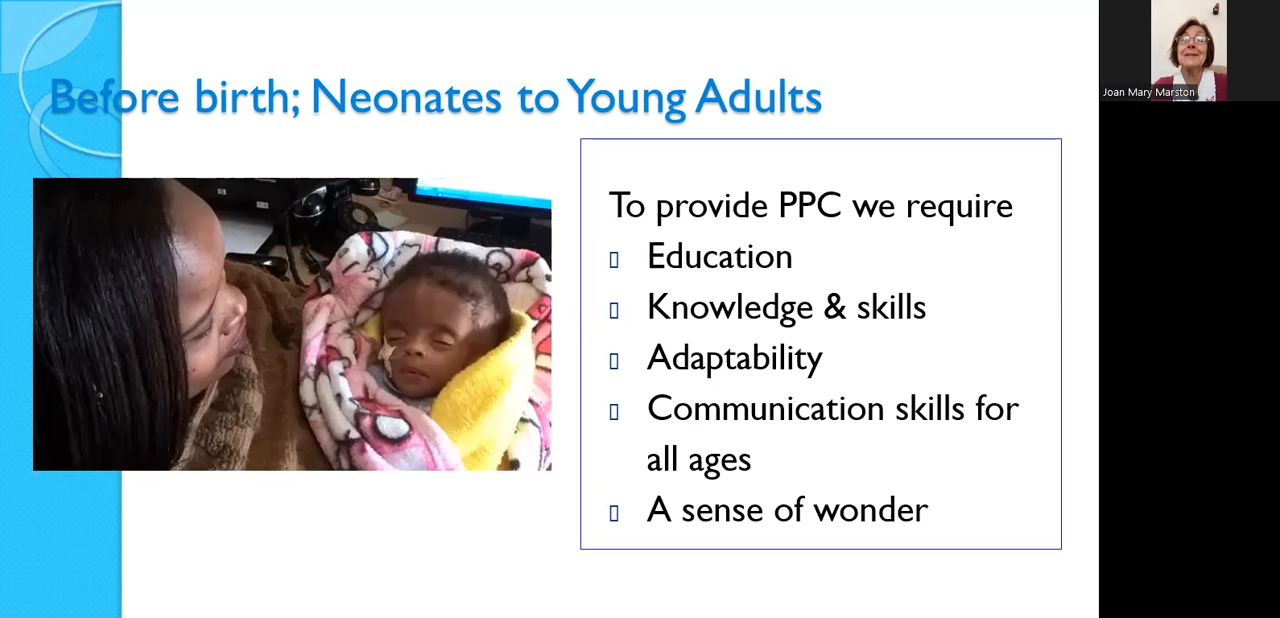 Before birth; Neonates to Young Adults
To provide PPC we require
Education
Knowledge & skills
Adaptability
Communication skills for
all ages
A sense of wonder
Joan Mary Marston